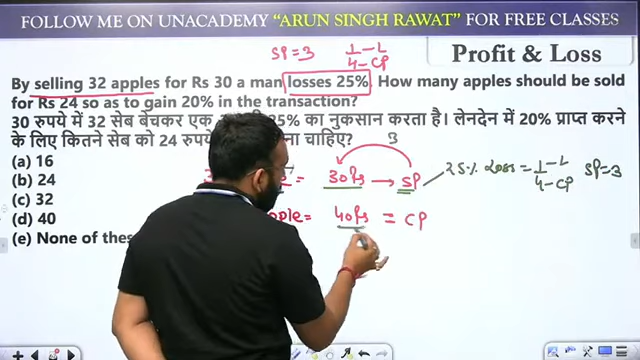 FOLLOW ME ON UNACADEMY “ARUN SINGH RAWAT” FOR FREE CLASSES
SP=3 1/4-L/CP
Profit & Loss
By selling 32 apples for Rs 30 a man losses 25%. How many apples should be sold
for Rs 24 so as to gain 20% in the transaction?
30 रुपये में 32 सेब बेचकर एक 25% का नुकसान करता है। लेनदेन में 20% प्राप्त करने
के लिए कितने सेब को 24 रुपये चाहिए?
3
(a) 16
= 30Rs → SP 25% Loss = 1-L/4-CP SP=3
(b) 24
(c) 32
= 40Rs = CP
(d) 40
(e) None of these